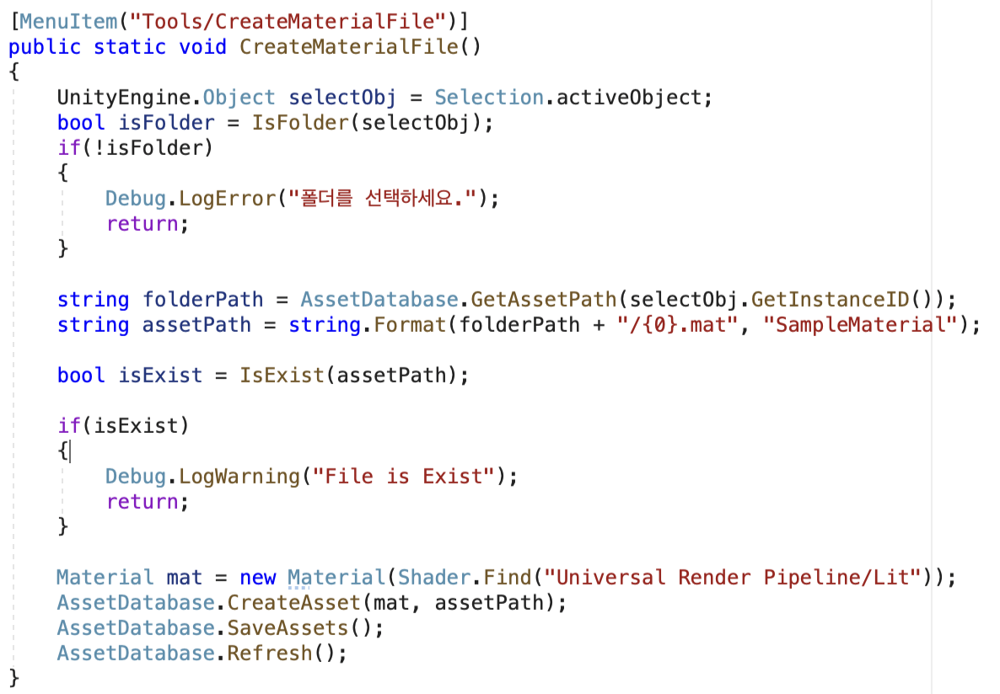 [MenuItem("Tools/CreateMaterialFile")]
public static void CreateMaterialFile()
{
    UnityEngine.Object selectObj = Selection.activeObject;
    bool isFolder = IsFolder(selectObj);
    if(!isFolder)
    {
        Debug.LogError("폴더를 선택하세요.");
        return;
    }

    string folderPath = AssetDatabase.GetAssetPath(selectObj.GetInstanceID());
    string assetPath = string.Format(folderPath + "/{0}.mat", "SampleMaterial");

    bool isExist = IsExist(assetPath);

    if(isExist)
    {
        Debug.LogWarning("File is Exist");
        return;
    }

    Material mat = new Material(Shader.Find("Universal Render Pipeline/Lit"));
    AssetDatabase.CreateAsset(mat, assetPath);
    AssetDatabase.SaveAssets();
    AssetDatabase.Refresh();
}